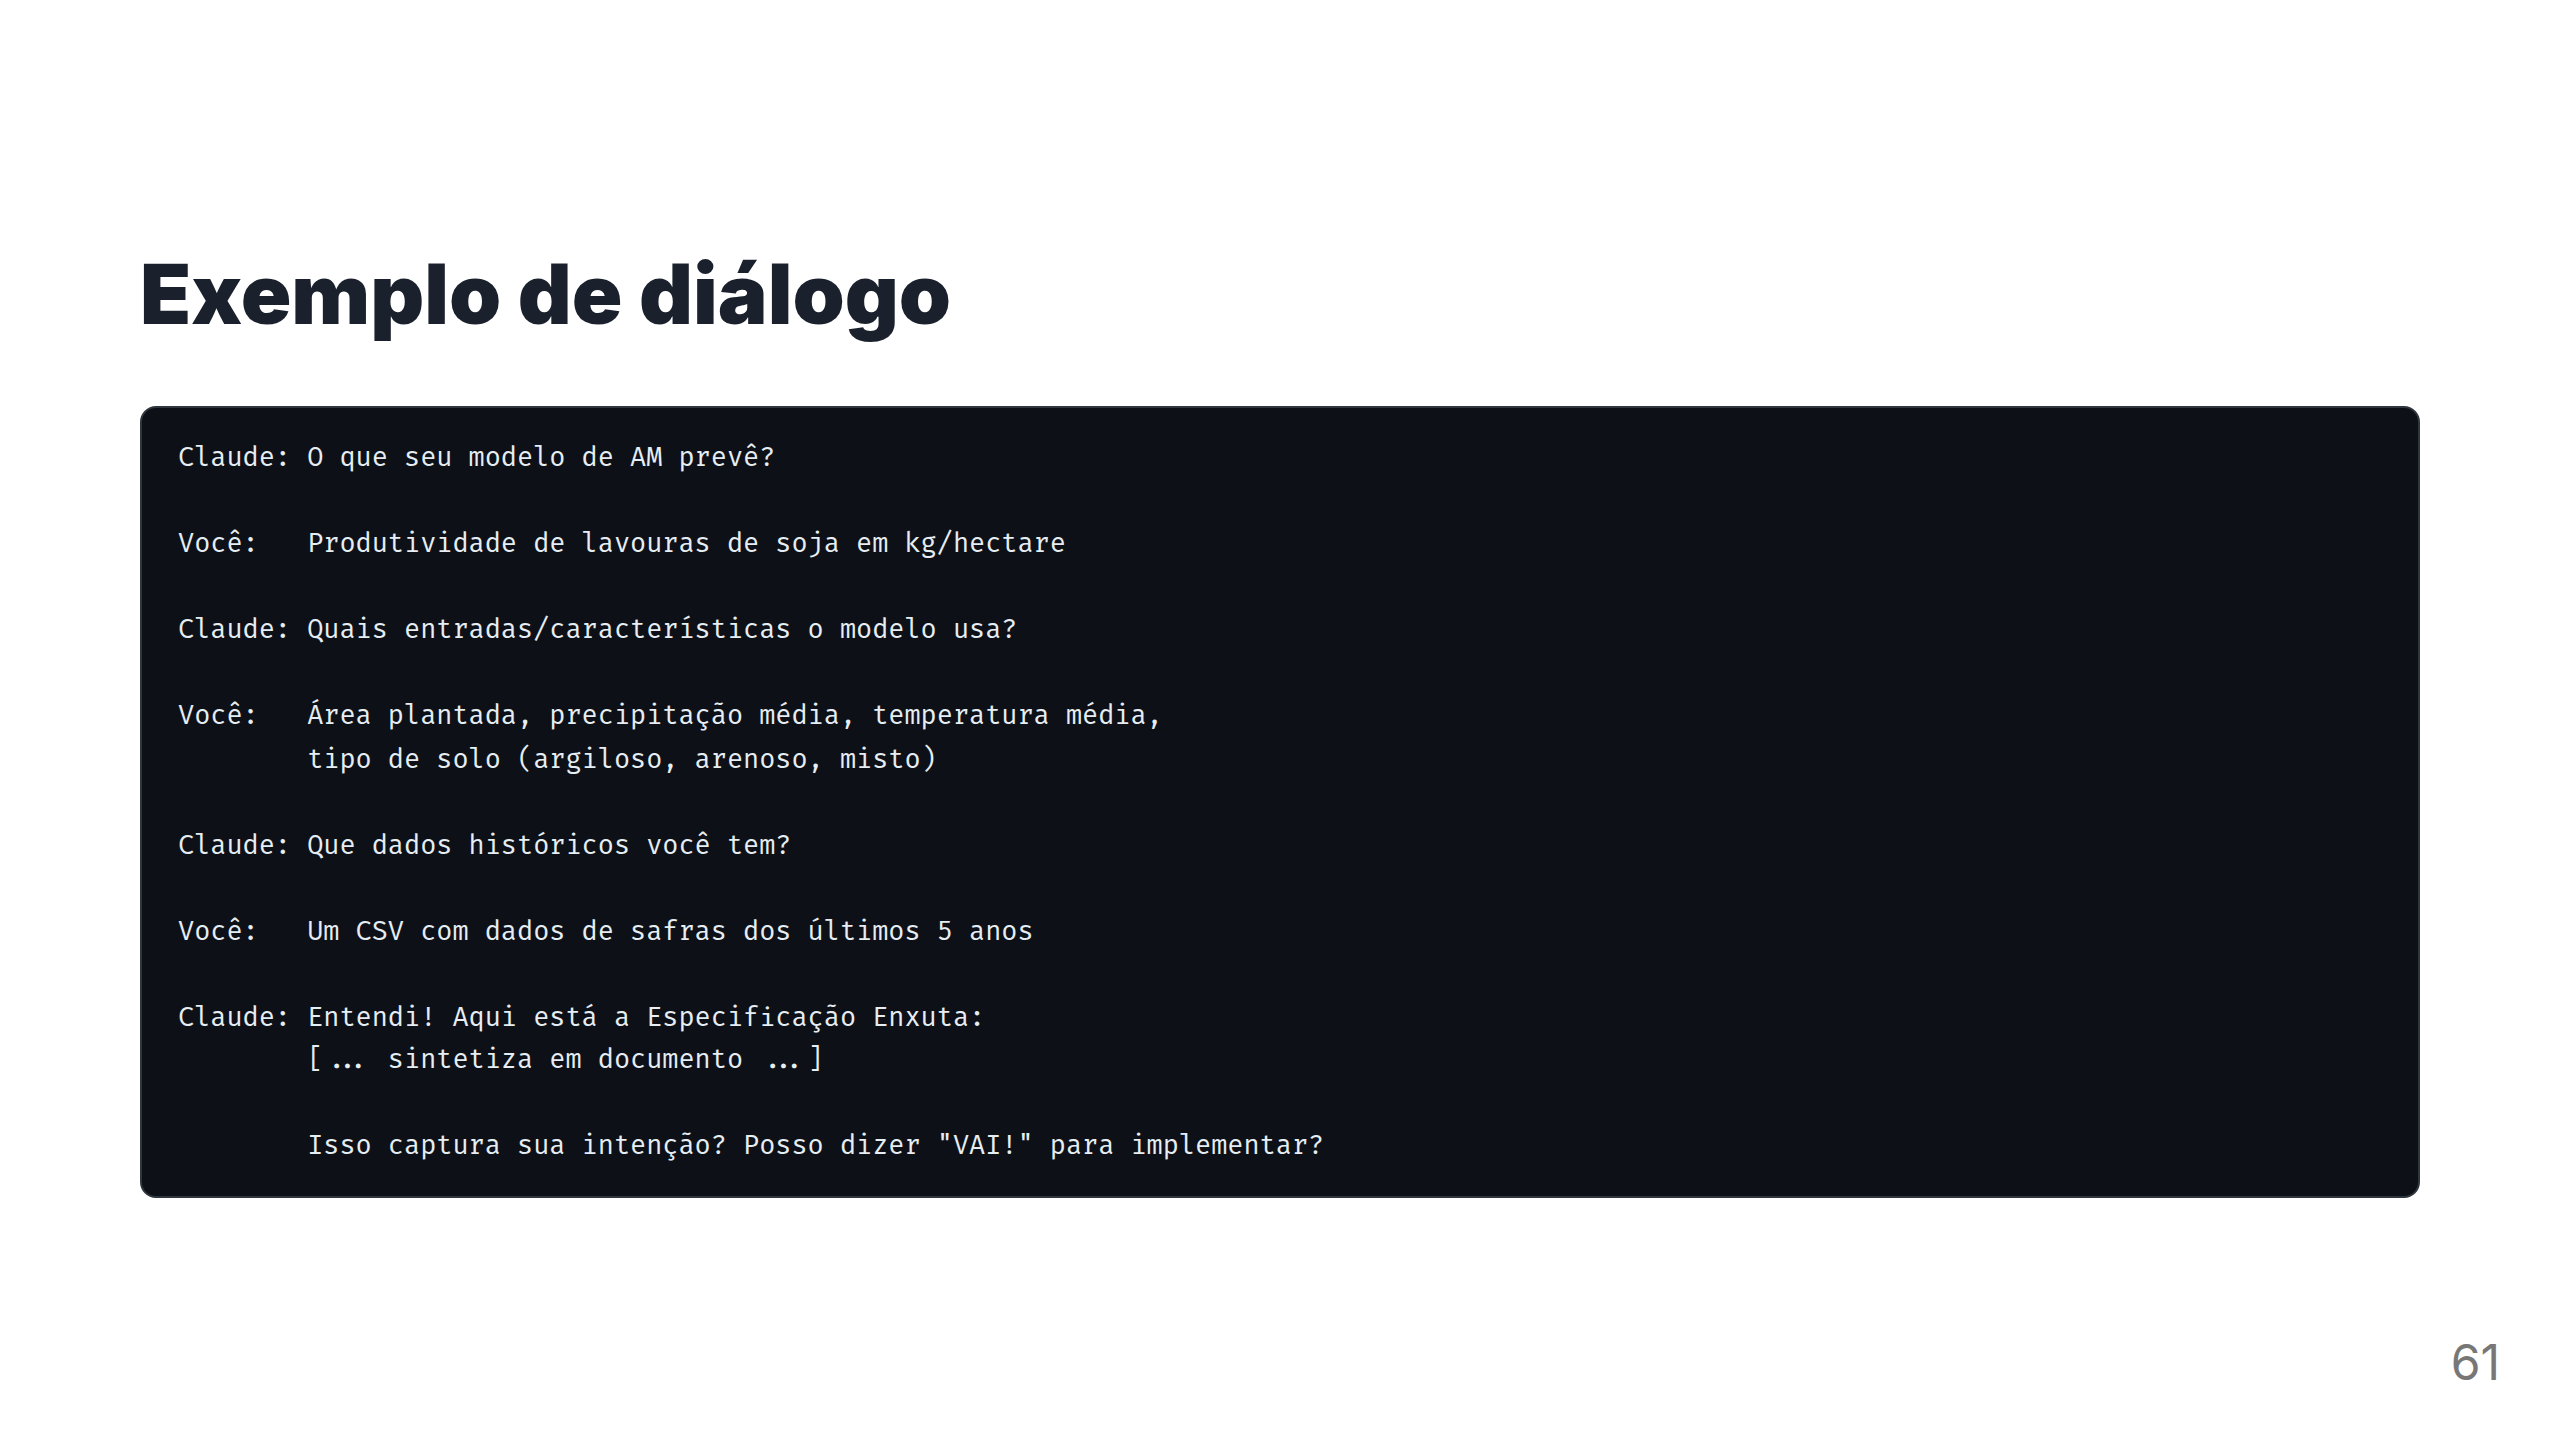 Exemplo de diálogo
Claude: O que seu modelo de AM prevê?
Você:   Produtividade de lavouras de soja em kg/hectare
Claude: Quais entradas/características o modelo usa?
Você:   Área plantada, precipitação média, temperatura média,
        tipo de solo (argiloso, arenoso, misto)
Claude: Que dados históricos você tem?
Você:   Um CSV com dados de safras dos últimos 5 anos
Claude: Entendi! Aqui está a Especificação Enxuta:
        [... sintetiza em documento ...]
        Isso captura sua intenção? Posso dizer "VAI!" para implementar?
61